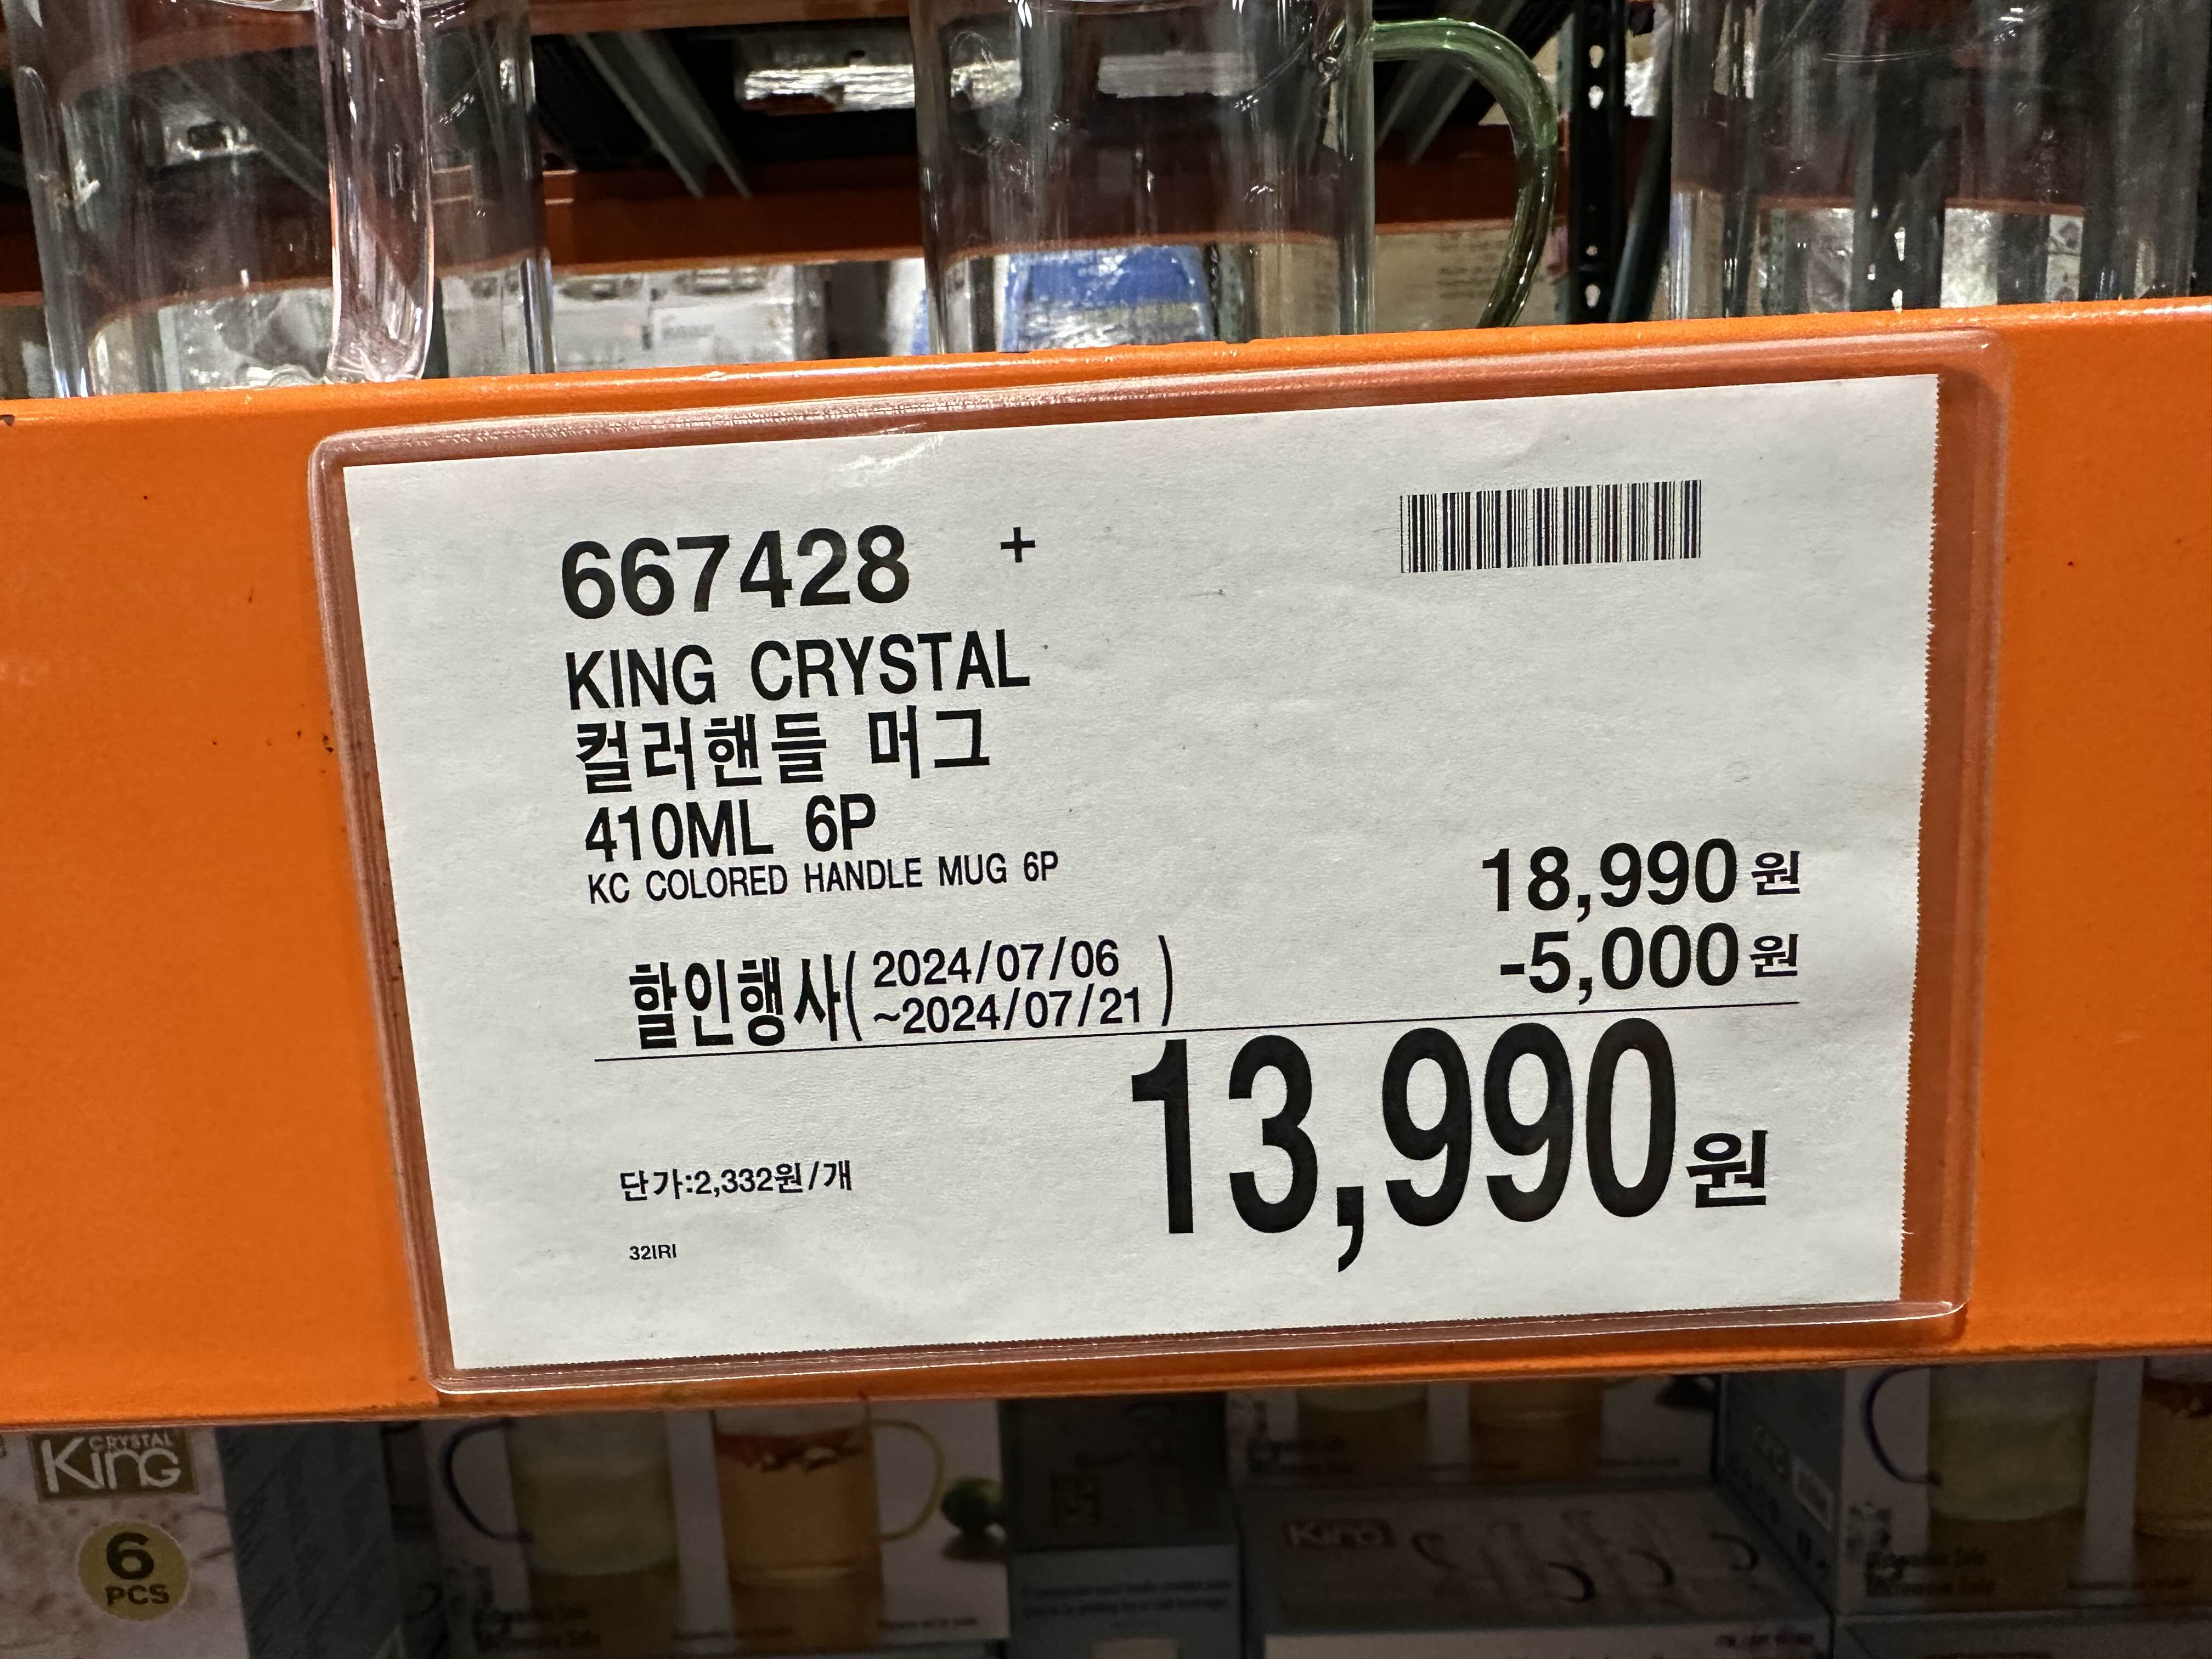 667428 +
KING CRYSTAL
컬러핸들 머그
410ML 6P
KC COLORED HANDLE MUG 6P
18,990원
-5,000원
할인행사( 2024/07/06
~2024/07/21 )
13,990원
단가:2,332원/개
32IRI
CRYSTAL
King
6
PCS
King